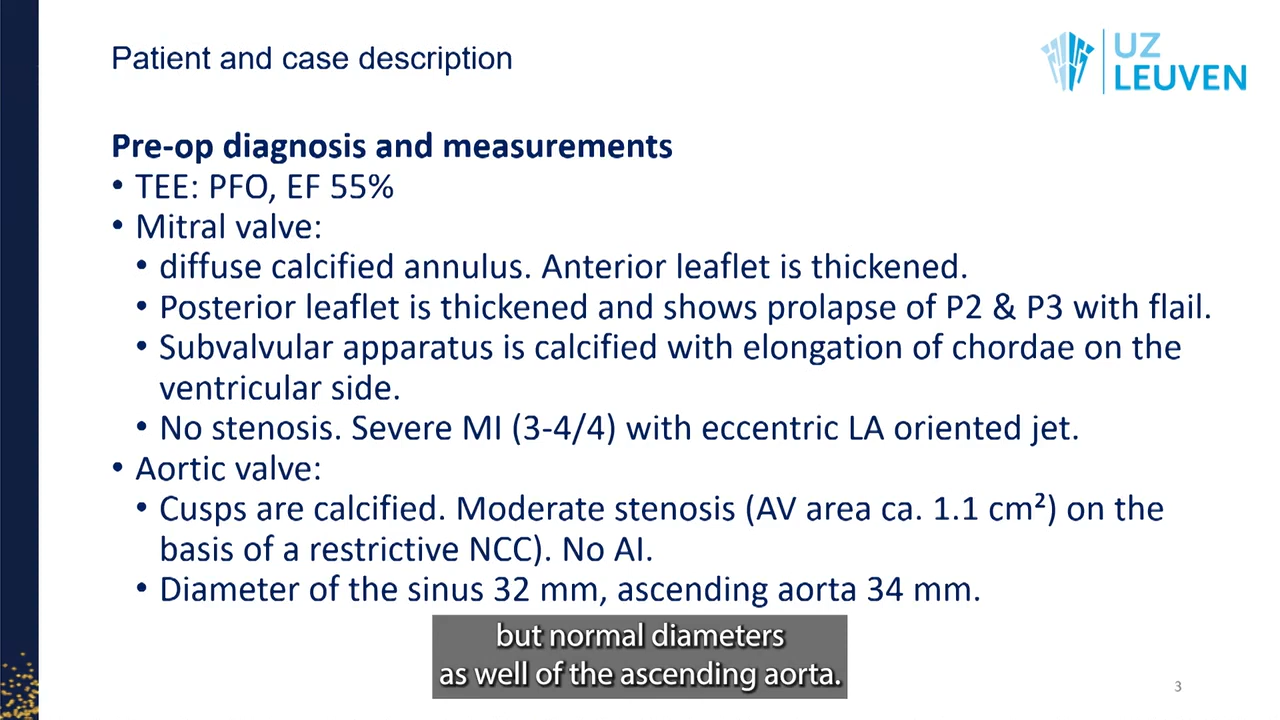 Patient and case description
UZ
LEUVEN
Pre-op diagnosis and measurements
• TEE: PFO, EF 55%
• Mitral valve:
• diffuse calcified annulus. Anterior leaflet is thickened.
• Posterior leaflet is thickened and shows prolapse of P2 & P3 with flail.
• Subvalvular apparatus is calcified with elongation of chordae on the
ventricular side.
• No stenosis. Severe MI (3-4/4) with eccentric LA oriented jet.
• Aortic valve:
• Cusps are calcified. Moderate stenosis (AV area ca. 1.1 cm²) on the
basis of a restrictive NCC). No AI.
• Diameter of the sinus 32 mm, ascending aorta 34 mm.
but normal diameters
as well of the ascending aorta.
3